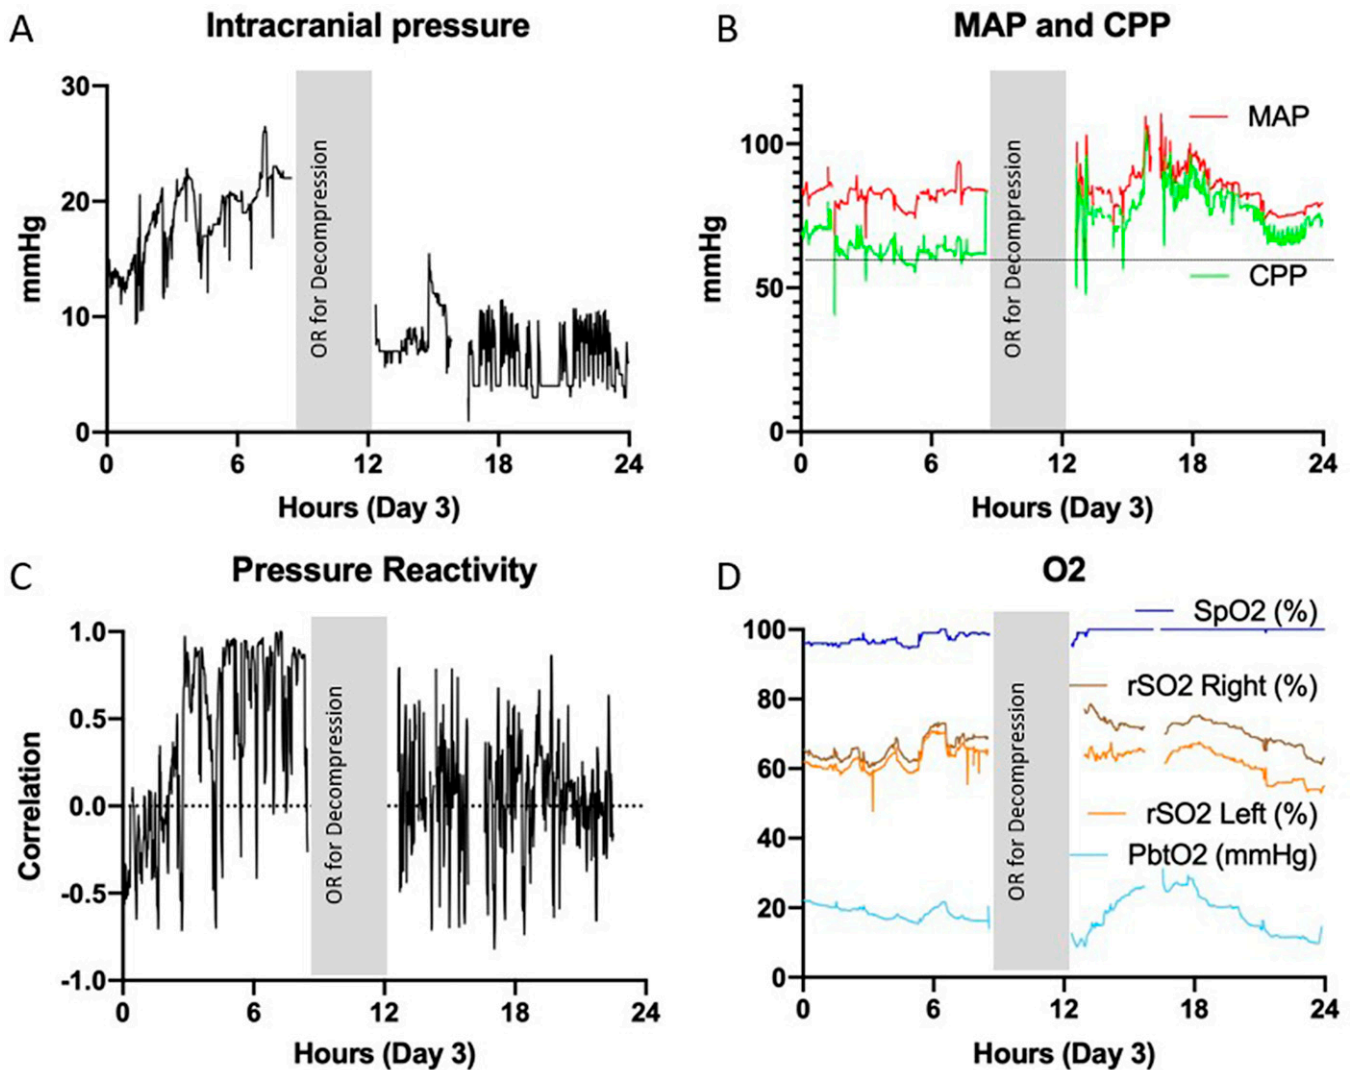 A
Intracranial pressure
30
20
10
0
mmHg
OR for Decompression
0 6 12 18 24
Hours (Day 3)
B
MAP and CPP
100
50
0
mmHg
MAP
CPP
OR for Decompression
0 6 12 18 24
Hours (Day 3)
C
Pressure Reactivity
1.0
0.5
0.0
-0.5
-1.0
Correlation
OR for Decompression
0 6 12 18 24
Hours (Day 3)
D
O2
100
80
60
40
20
0
SpO2 (%)
rSO2 Right (%)
rSO2 Left (%)
PbtO2 (mmHg)
OR for Decompression
0 6 12 18 24
Hours (Day 3)